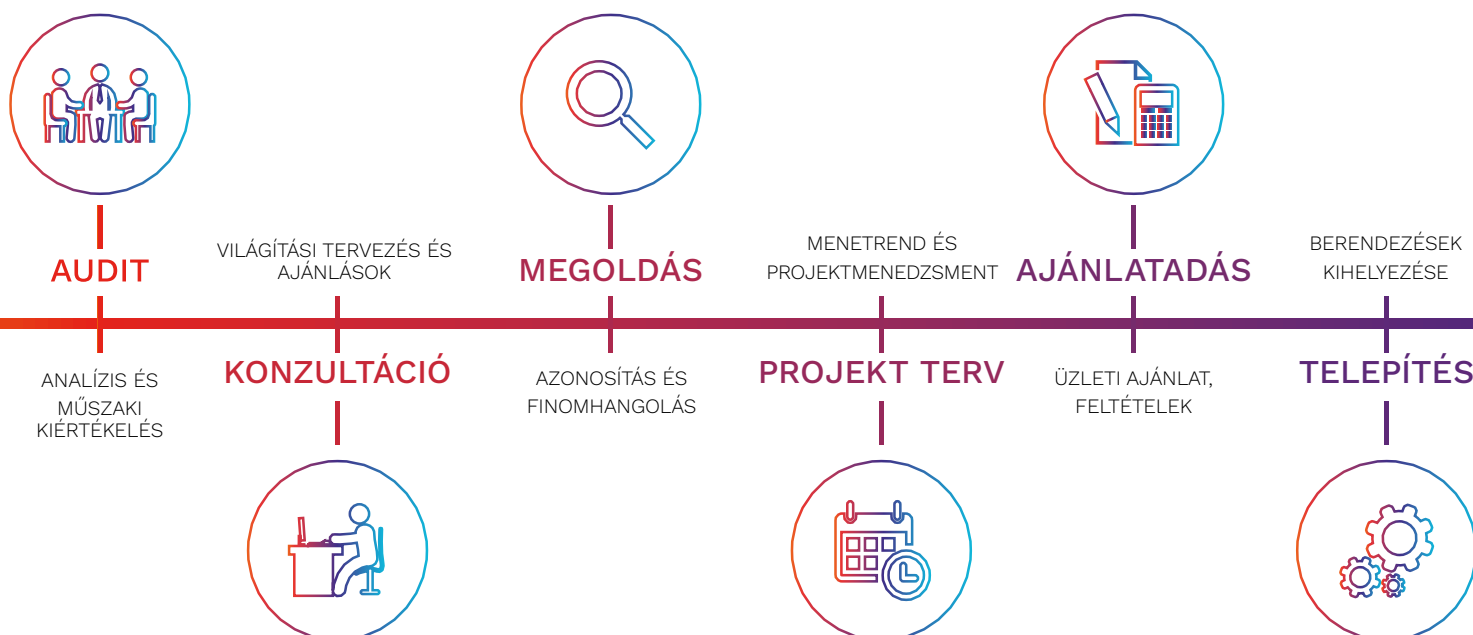 AUDIT
ANALÍZIS ÉS
MŰSZAKI
KIÉRTÉKELÉS
VILÁGÍTÁSI TERVEZÉS ÉS
AJÁNLÁSOK
KONZULTÁCIÓ
MEGOLDÁS
AZONOSÍTÁS ÉS
FINOMHANGOLÁS
MENETREND ÉS
PROJEKTMENEDZSMENT
PROJEKT TERV
AJÁNLATADÁS
ÜZLETI AJÁNLAT,
FELTÉTELEK
BERENDEZÉSEK
KIHELYEZÉSE
TELEPÍTÉS